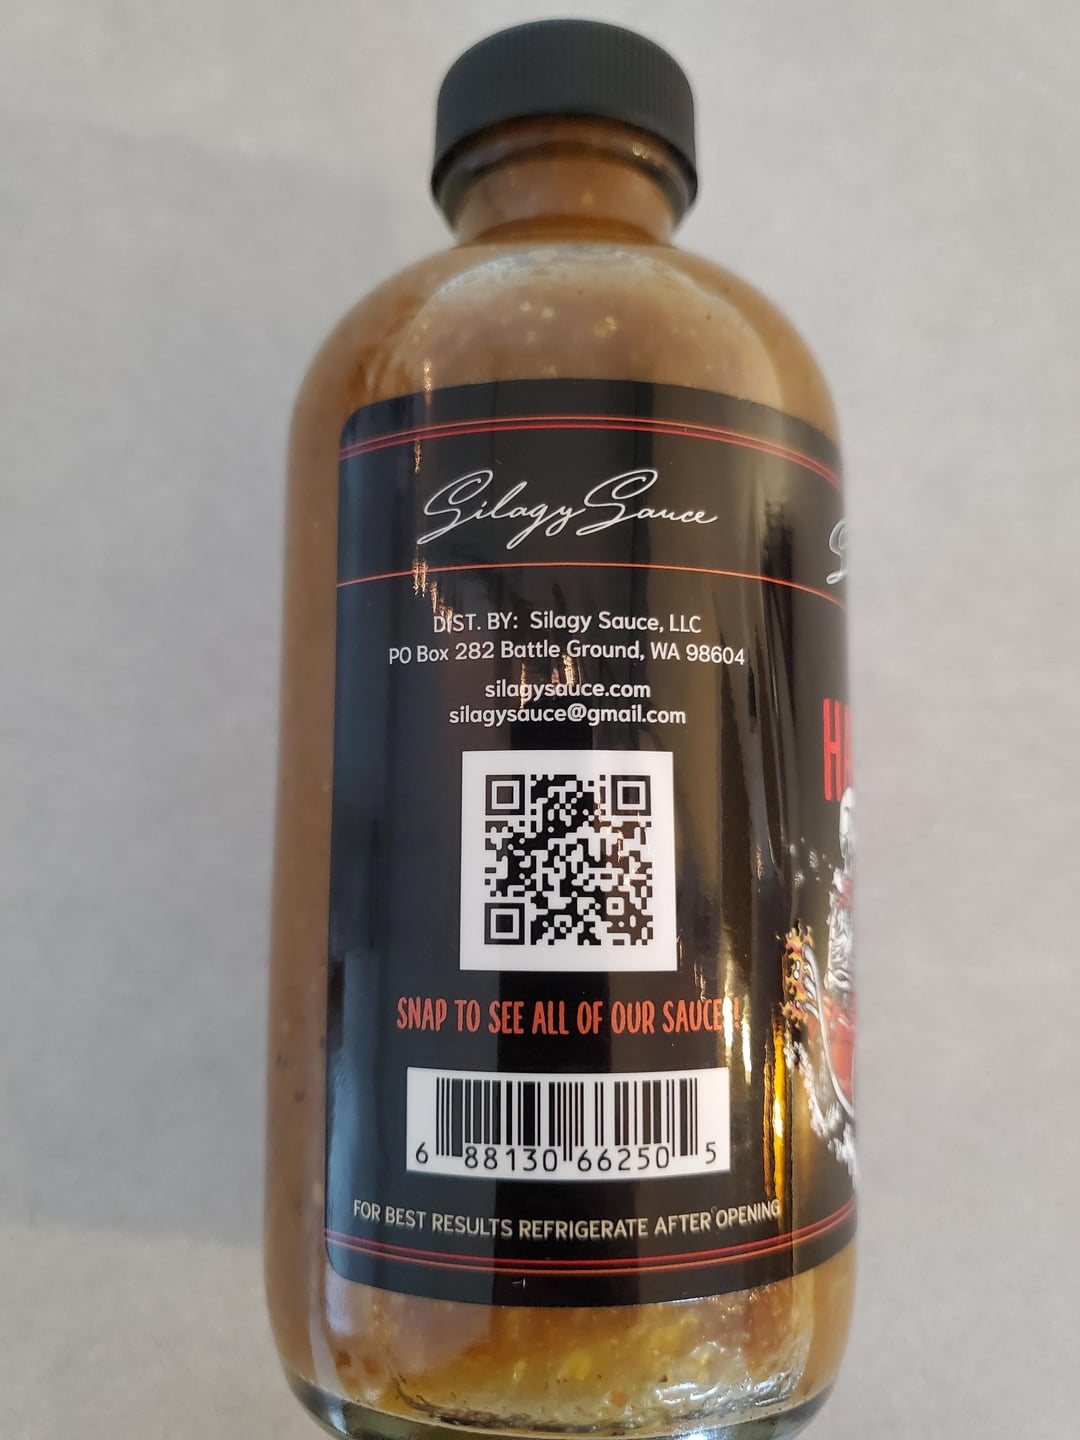 Silagy Sauce
DIST. BY: Silagy Sauce, LLC
PO Box 282 Battle Ground, WA 98604
silagysauce.com
silagysauce@gmail.com
SNAP TO SEE ALL OF OUR SAUCES!
6 88130 66250 5
FOR BEST RESULTS REFRIGERATE AFTER OPENING